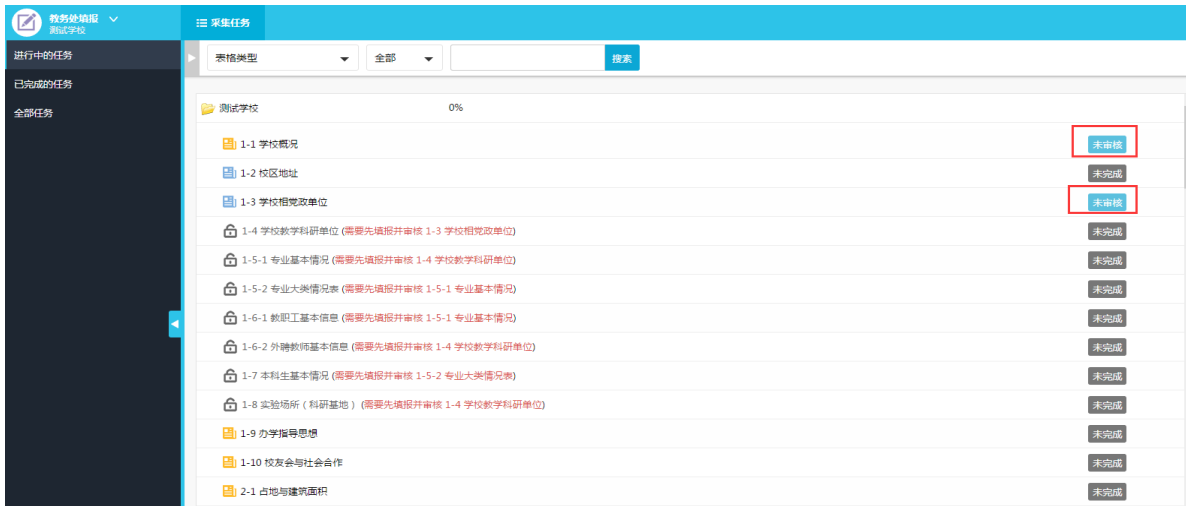 教务处填报
测试学校
采集任务
进行中的任务
已完成的任务
全部任务
表格类型 全部 搜索
测试学校 0%
1-1 学校概况 未审核
1-2 校区地址 未完成
1-3 学校相党政单位 未审核
1-4 学校教学科研单位 (需要先填报并审核 1-3 学校相党政单位) 未完成
1-5-1 专业基本情况 (需要先填报并审核 1-4 学校教学科研单位) 未完成
1-5-2 专业大类情况表 (需要先填报并审核 1-5-1 专业基本情况) 未完成
1-6-1 教职工基本信息 (需要先填报并审核 1-5-1 专业基本情况) 未完成
1-6-2 外聘教师基本信息 (需要先填报并审核 1-4 学校教学科研单位) 未完成
1-7 本科生基本情况 (需要先填报并审核 1-5-2 专业大类情况表) 未完成
1-8 实验场所（科研基地） (需要先填报并审核 1-4 学校教学科研单位) 未完成
1-9 办学指导思想 未完成
1-10 校友会与社会合作 未完成
2-1 占地与建筑面积 未完成